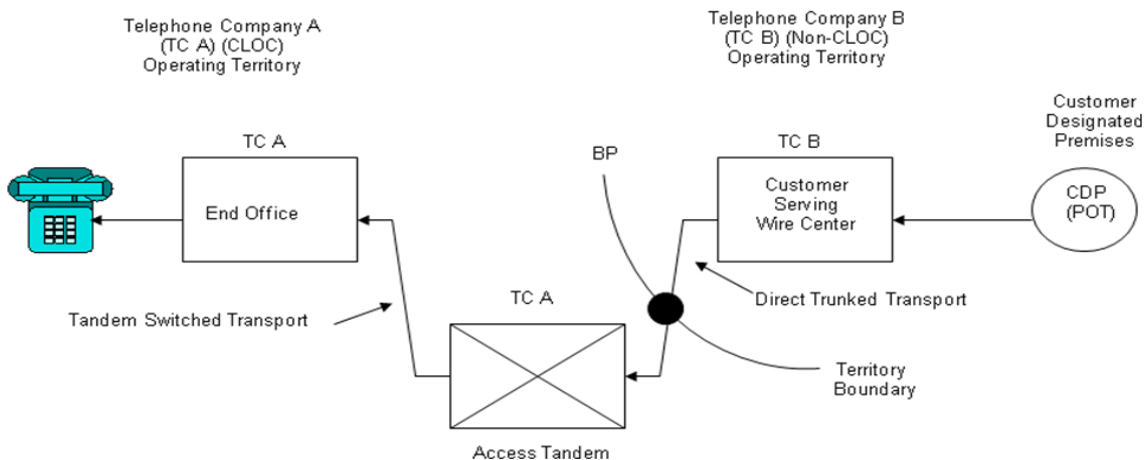 Telephone Company A
(TC A) (CLOC)
Operating Territory
Telephone Company B
(TC B) (Non-CLOC)
Operating Territory
Customer
Designated
Premises
TC A
BP
TC B
End Office
Customer
Serving
Wire Center
CDP
(POT)
TC A
Direct Trunked Transport
Tandem Switched Transport
Territory
Boundary
Access Tandem